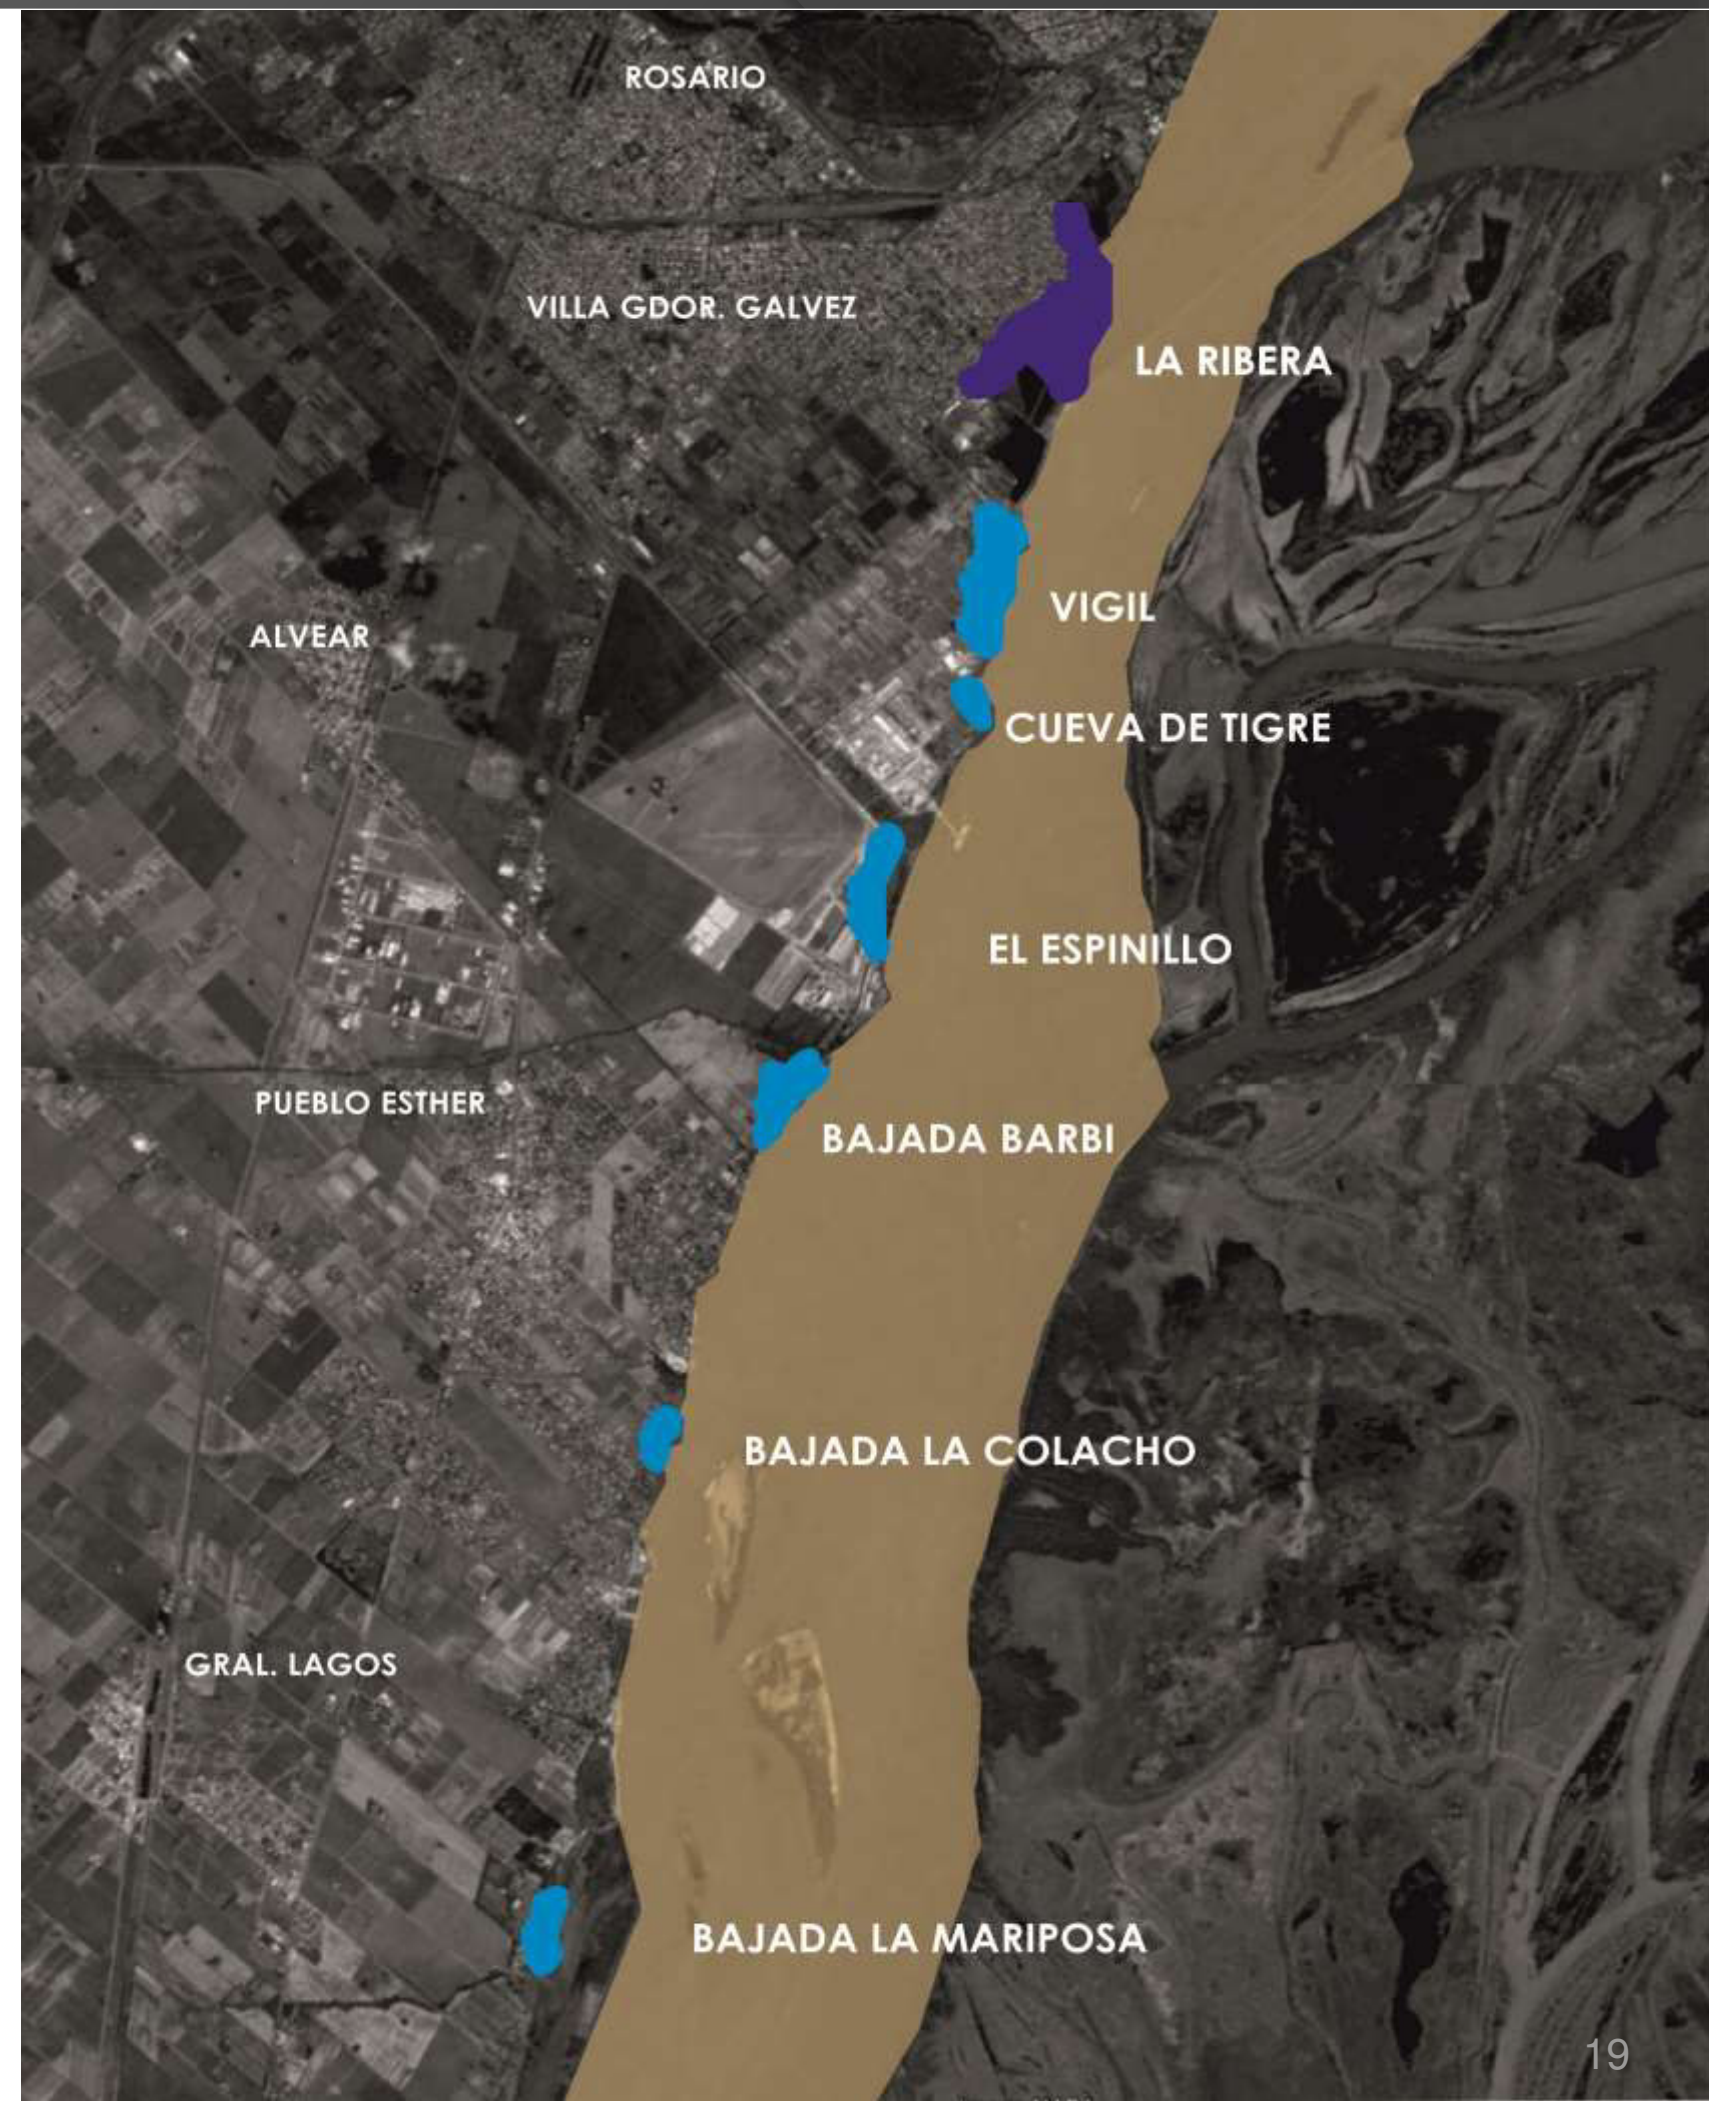 ROSARIO
VILLA GDOR. GALVEZ
LA RIBERA
VIGIL
ALVEAR
CUEVA DE TIGRE
EL ESPINILLO
PUEBLO ESTHER
BAJADA BARBI
BAJADA LA COLACHO
GRAL. LAGOS
BAJADA LA MARIPOSA
19